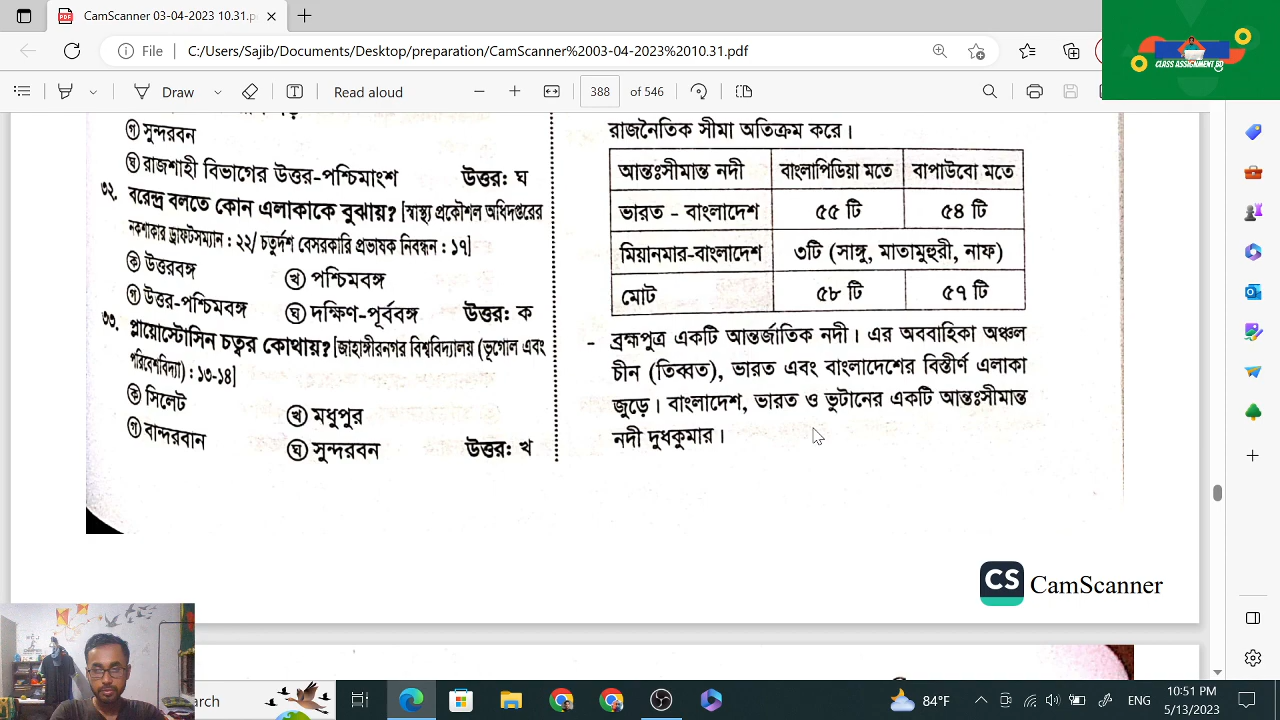 CamScanner 03-04-2023 10.31.p
File
C:/Users/Sajib/Documents/Desktop/preparation/CamScanner%2003-04-2023%2010.31.pdf
CLASS ASSIGNMENT BD
Draw
Read aloud
388 of 546
গ সুন্দরবন
ঘ রাজশাহী বিভাগের উত্তর-পশ্চিমাংশ উত্তর: ঘ
৩২. বরেন্দ্র বলতে কোন এলাকাকে বুঝায়? [স্বাস্থ্য প্রকৌশল অধিদপ্তরের
নকশাকার ড্রাফটসম্যান : ২২/ চতুর্দশ বেসরকারি প্রভাষক নিবন্ধন : ১৭]
ক উত্তরবঙ্গ খ পশ্চিমবঙ্গ
গ উত্তর-পশ্চিমবঙ্গ ঘ দক্ষিণ-পূর্ববঙ্গ উত্তর: ক
৩৩. প্লায়োস্টোসিন চত্বর কোথায়? [জাহাঙ্গীরনগর বিশ্ববিদ্যালয় (ভূগোল এবং
পরিবেশবিদ্যা) : ১৩-১৪]
ক সিলেট খ মধুপুর
গ বান্দরবান ঘ সুন্দরবন উত্তর: খ
রাজনৈতিক সীমা অতিক্রম করে।
আন্তঃসীমান্ত নদী বাংলাপিডিয়া মতে বাপাউবো মতে
ভারত - বাংলাদেশ ৫৫ টি ৫৪ টি
মিয়ানমার-বাংলাদেশ ৩টি (সাঙ্গু, মাতামুহুরী, নাফ)
মোট ৫৮ টি ৫৭ টি
- ব্রহ্মপুত্র একটি আন্তর্জাতিক নদী। এর অববাহিকা অঞ্চল
চীন (তিব্বত), ভারত এবং বাংলাদেশের বিস্তীর্ণ এলাকা
জুড়ে। বাংলাদেশ, ভারত ও ভুটানের একটি আন্তঃসীমান্ত
নদী দুধকুমার।
CS CamScanner
arch
84°F
ENG
10:51 PM
5/13/2023